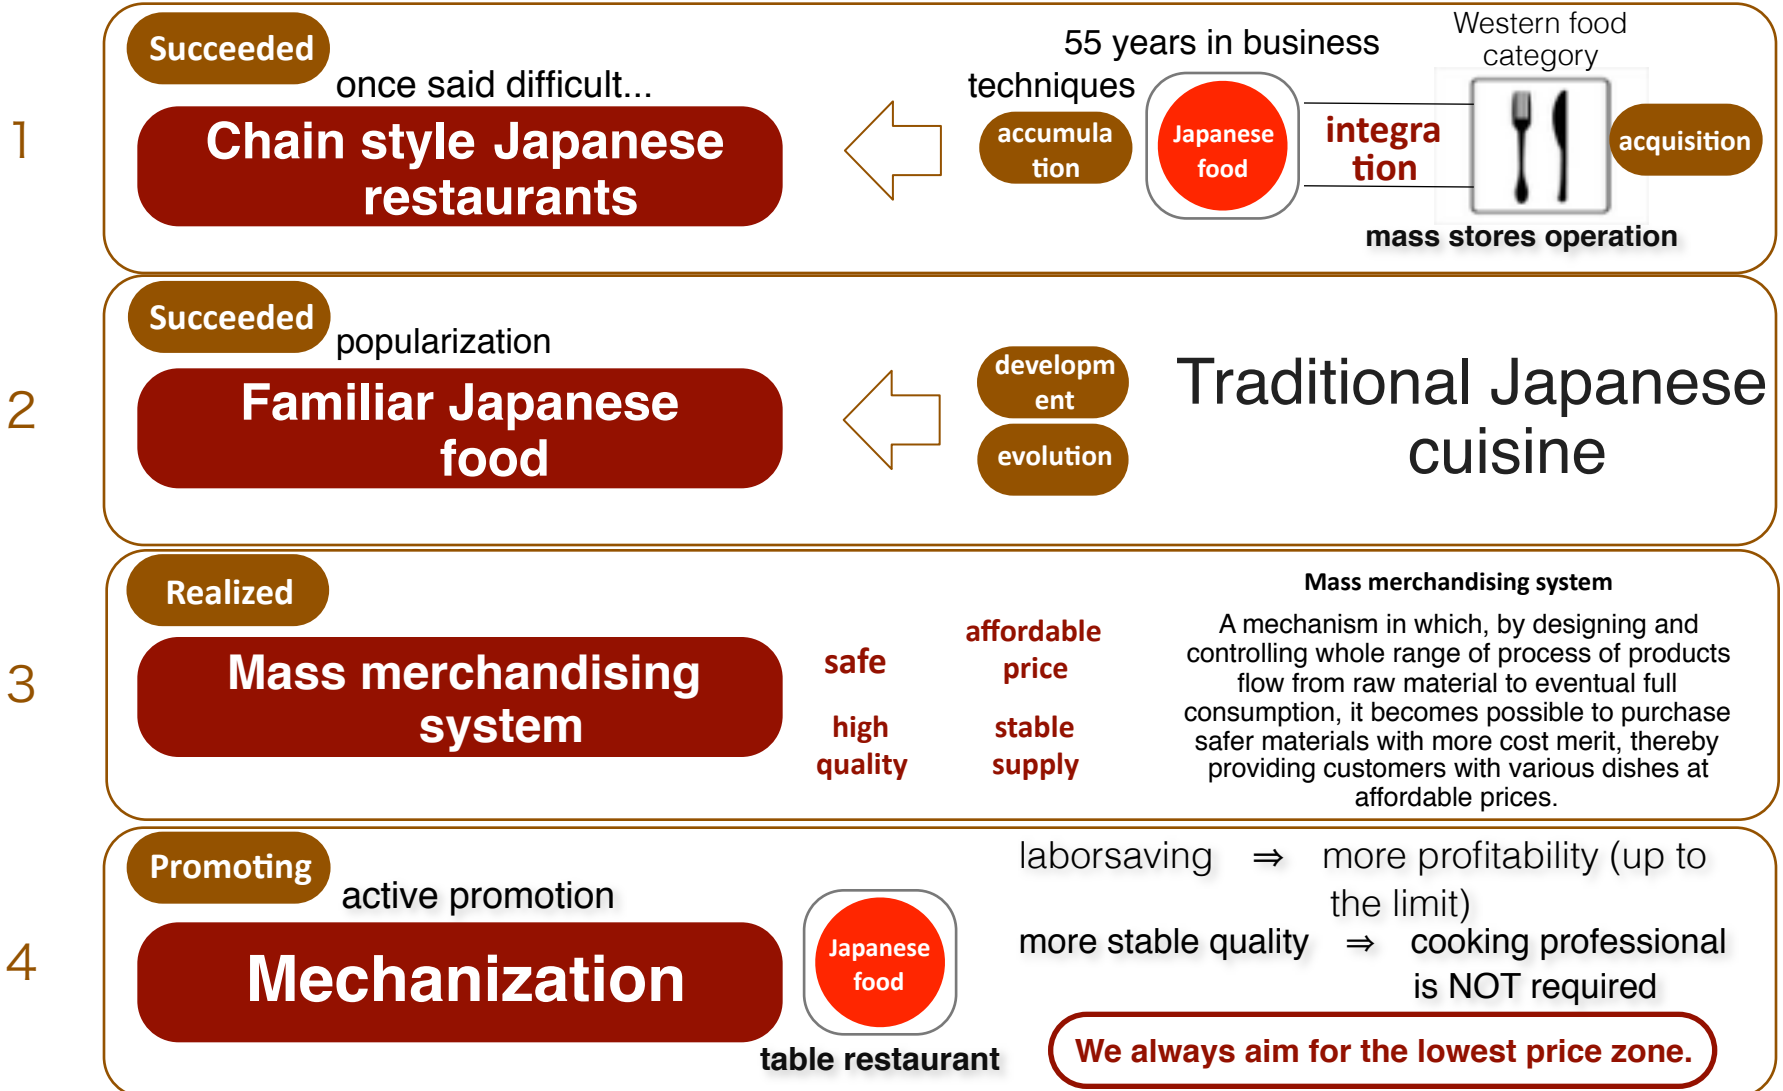 1
Succeeded
once said difficult...
Chain style Japanese
restaurants
55 years in business
techniques
accumula
tion
Japanese
food
integra
tion
Western food
category
acquisition
mass stores operation
2
Succeeded
popularization
Familiar Japanese
food
developm
ent
evolution
Traditional Japanese
cuisine
3
Realized
Mass merchandising
system
safe
affordable
price
high
quality
stable
supply
Mass merchandising system
A mechanism in which, by designing and
controlling whole range of process of products
flow from raw material to eventual full
consumption, it becomes possible to purchase
safer materials with more cost merit, thereby
providing customers with various dishes at
affordable prices.
4
Promoting
active promotion
Mechanization
Japanese
food
table restaurant
laborsaving ⇒ more profitability (up to
the limit)
more stable quality ⇒ cooking professional
is NOT required
We always aim for the lowest price zone.